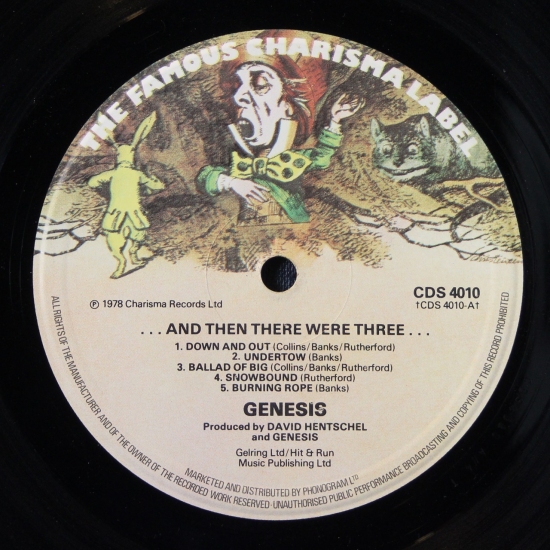 THE FAMOUS CHARISMA LABEL
CDS 4010
†CDS 4010-A†
℗ 1978 Charisma Records Ltd
...AND THEN THERE WERE THREE...
1. DOWN AND OUT (Collins/Banks/Rutherford)
2. UNDERTOW (Banks)
3. BALLAD OF BIG (Collins/Banks/Rutherford)
4. SNOWBOUND (Rutherford)
5. BURNING ROPE (Banks)
GENESIS
Produced by DAVID HENTSCHEL
and GENESIS
Gelring Ltd/Hit & Run
Music Publishing Ltd
MARKETED AND DISTRIBUTED BY PHONOGRAM LTD
ALL RIGHTS OF THE MANUFACTURER AND OF THE OWNER OF THE RECORDED WORK RESERVED·UNAUTHORISED PUBLIC PERFORMANCE BROADCASTING AND COPYING OF THIS RECORD PROHIBITED